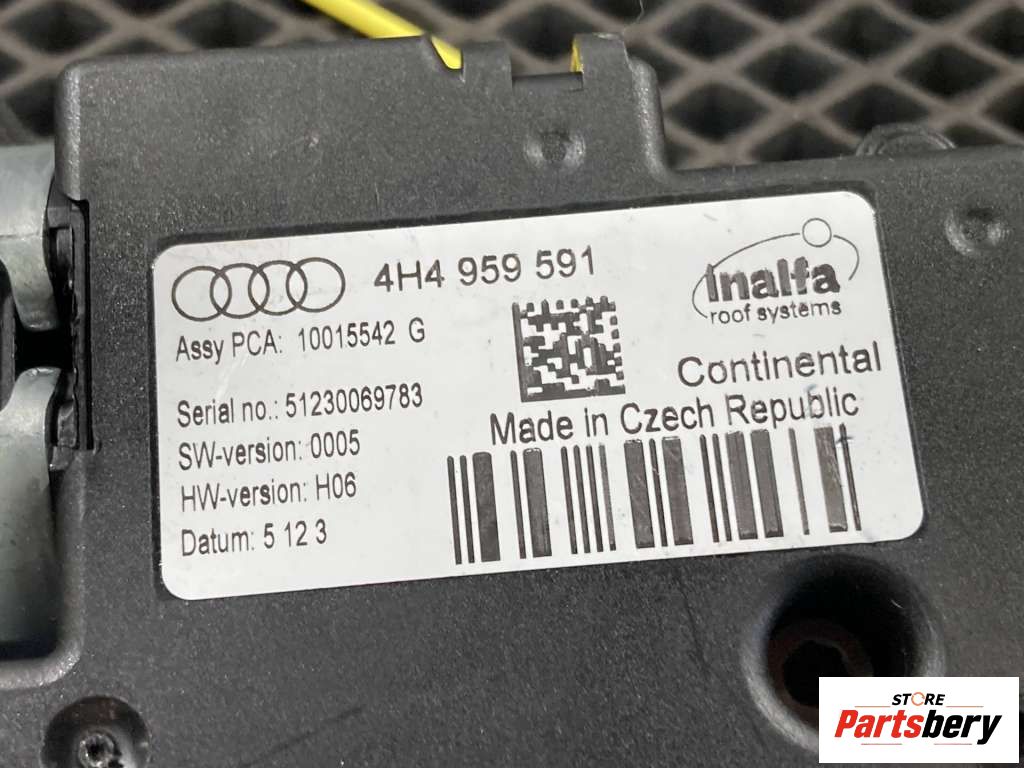 4H4 959 591
Inalfa
roof systems
Assy PCA: 10015542 G
Continental
Serial no.: 51230069783
Made in Czech Republic
SW-version: 0005
HW-version: H06
Datum: 5 12 3
STORE
Partsbery